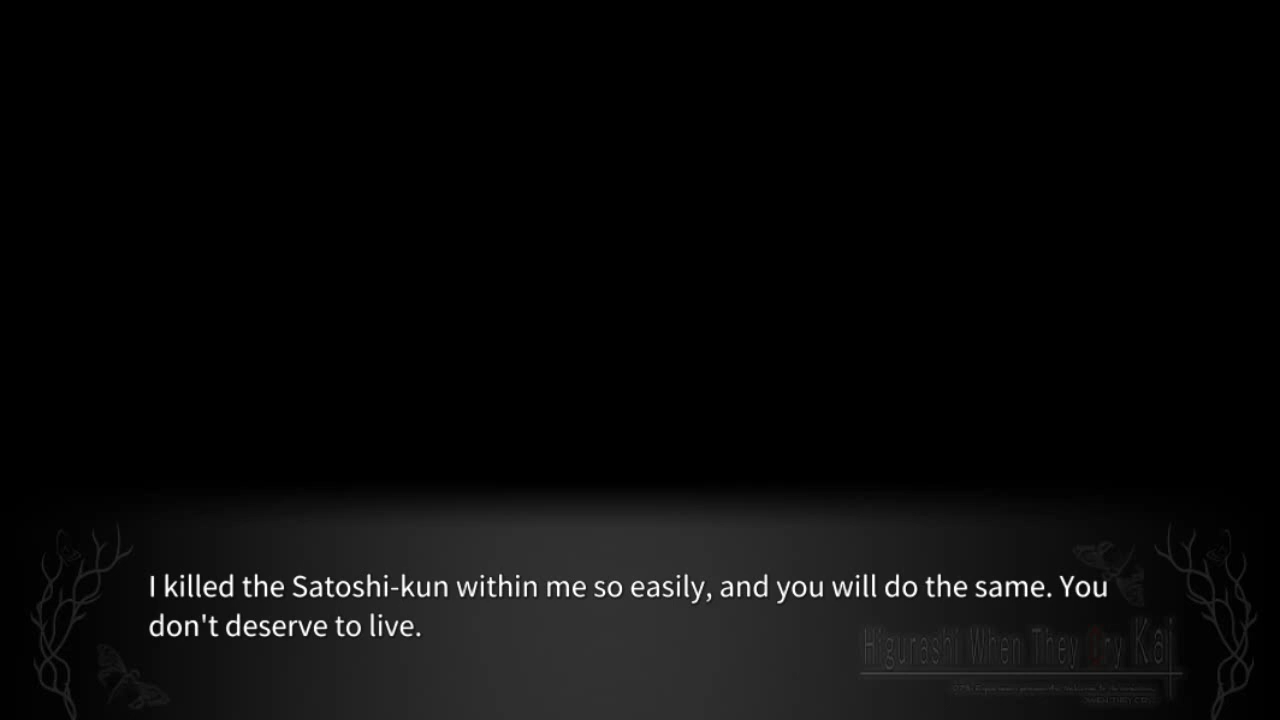 I killed the Satoshi-kun within me so easily, and you will do the same. You
don't deserve to live.
Higurashi When They Cry Kai